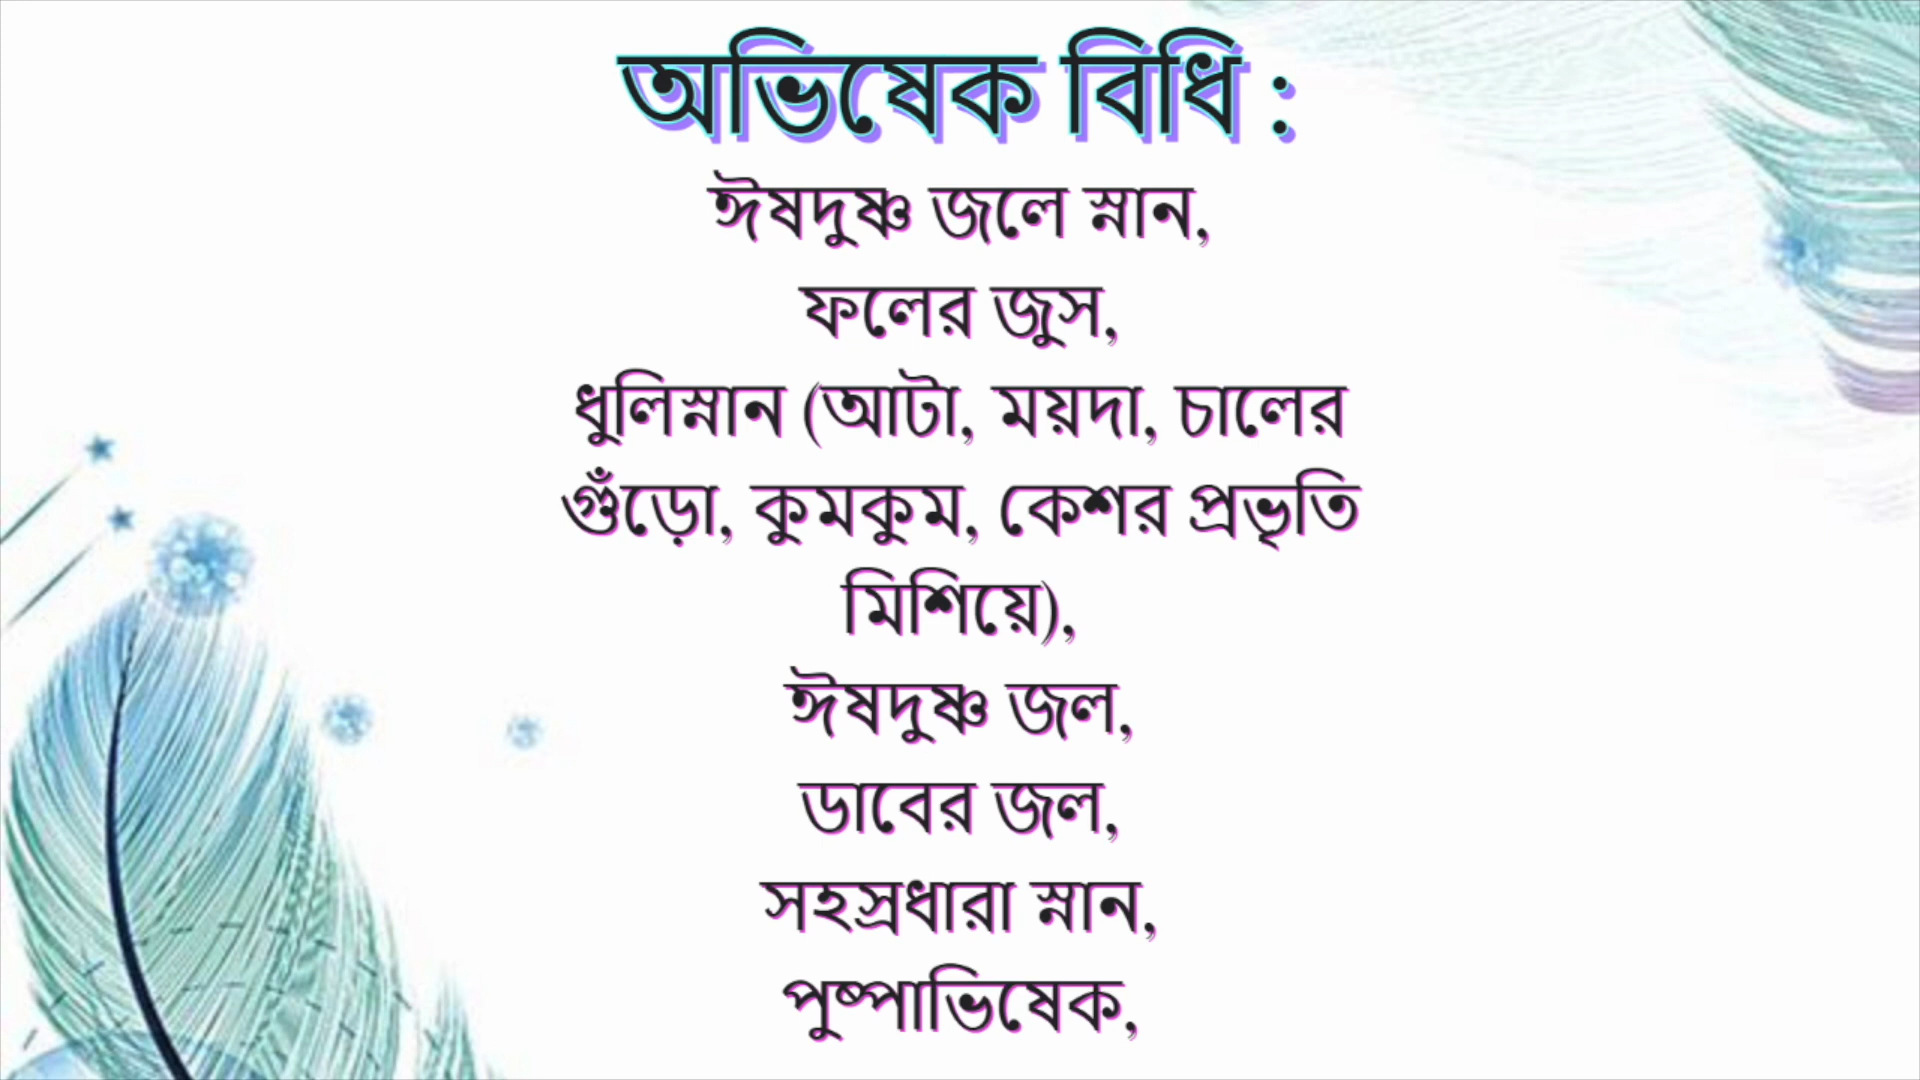 অভিষেক বিধি :
ঈষদুষ্ণ জলে স্নান,
ফলের জুস,
ধুলিস্নান (আটা, ময়দা, চালের
গুঁড়ো, কুমকুম, কেশর প্রভৃতি
মিশিয়ে),
ঈষদুষ্ণ জল,
ডাবের জল,
সহস্রধারা স্নান,
পুষ্পাভিষেক,